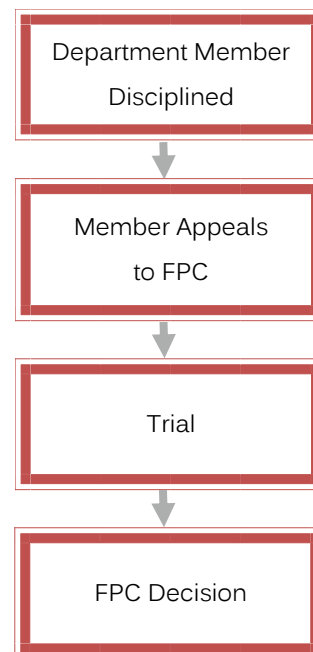 Department Member
Disciplined
Member Appeals
to FPC
Trial
FPC Decision